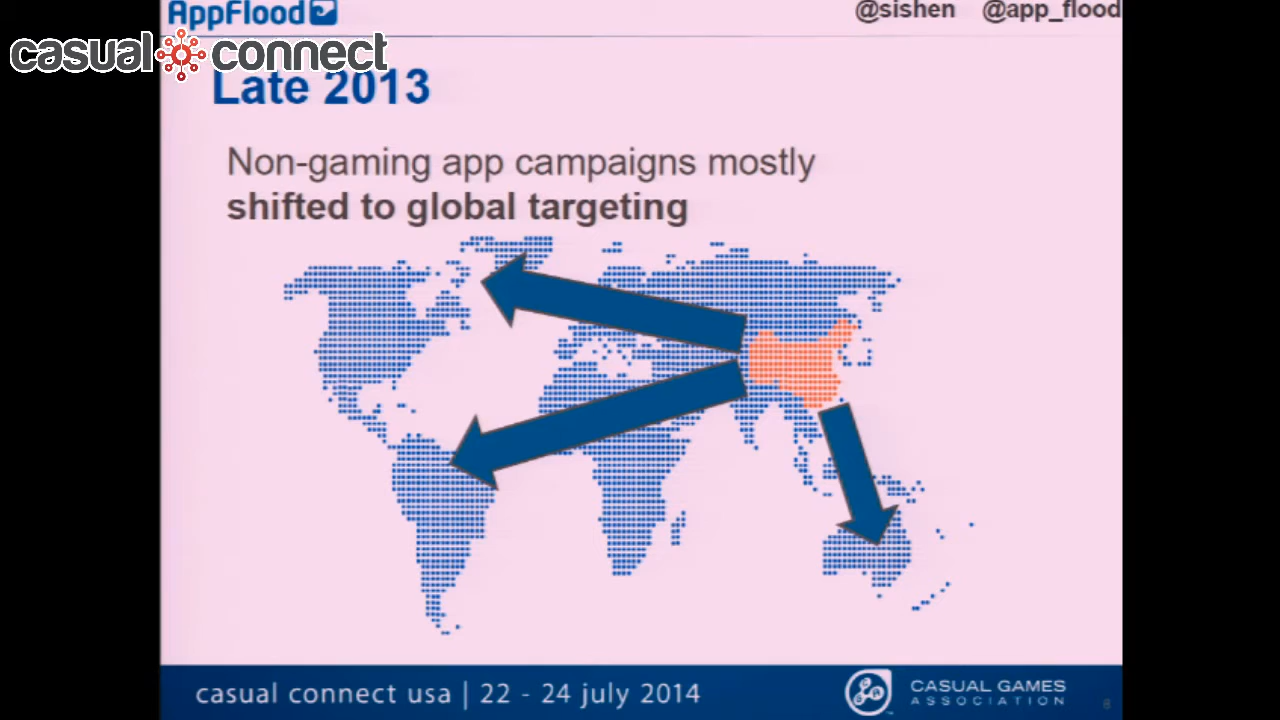 AppFlood
@sishen @app_flood
casual connect
Late 2013
Non-gaming app campaigns mostly
shifted to global targeting
casual connect usa | 22 - 24 july 2014
CASUAL GAMES
ASSOCIATION